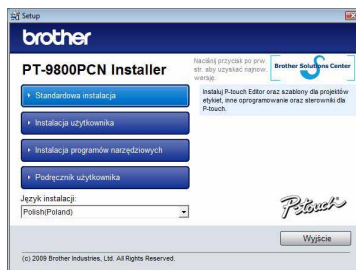 Setup
brother
PT-9800PCN Installer
Naciśnij przycisk po prw.
str. aby uzyskać najnow.
wersję.
Brother Solutions Center
Standardowa instalacja
Instalacja użytkownika
Instalacja programów narzędziowych
Podręcznik użytkownika
Instaluj P-touch Editor oraz szablony dla projektów
etykiet, inne oprogramowanie oraz sterowniki dla
P-touch.
Język instalacji:
Polish(Poland)
P-touch
Wyjście
(c) 2009 Brother Industries, Ltd. All Rights Reserved.